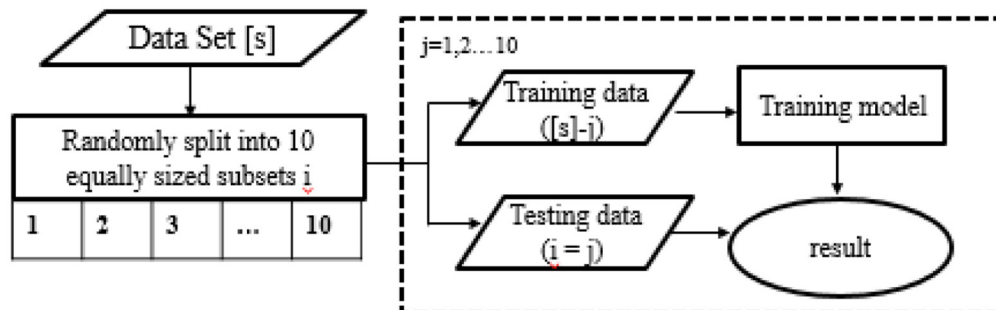 Data Set [s]
Randomly split into 10
equally sized subsets i
1 2 3 ... 10
j=1,2...10
Training data
([s]-j)
Training model
Testing data
(i = j)
result